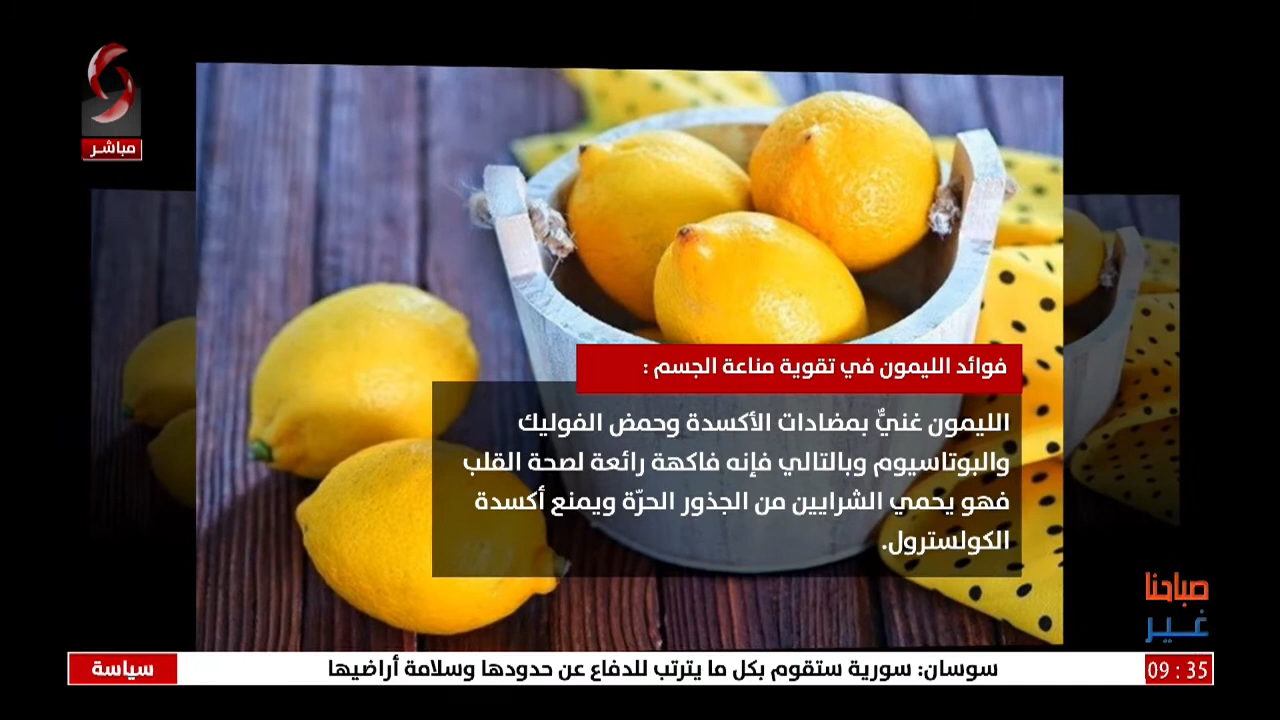 مباشر
فوائد الليمون في تقوية مناعة الجسم :
الليمون غنيٌّ بمضادات الأكسدة وحمض الفوليك
والبوتاسيوم وبالتالي فإنه فاكهة رائعة لصحة القلب
فهو يحمي الشرايين من الجذور الحرّة ويمنع أكسدة
الكولسترول.
صباحنا
غير
سياسة
سوسان: سورية ستقوم بكل ما يترتب للدفاع عن حدودها وسلامة أراضيها
09 : 35